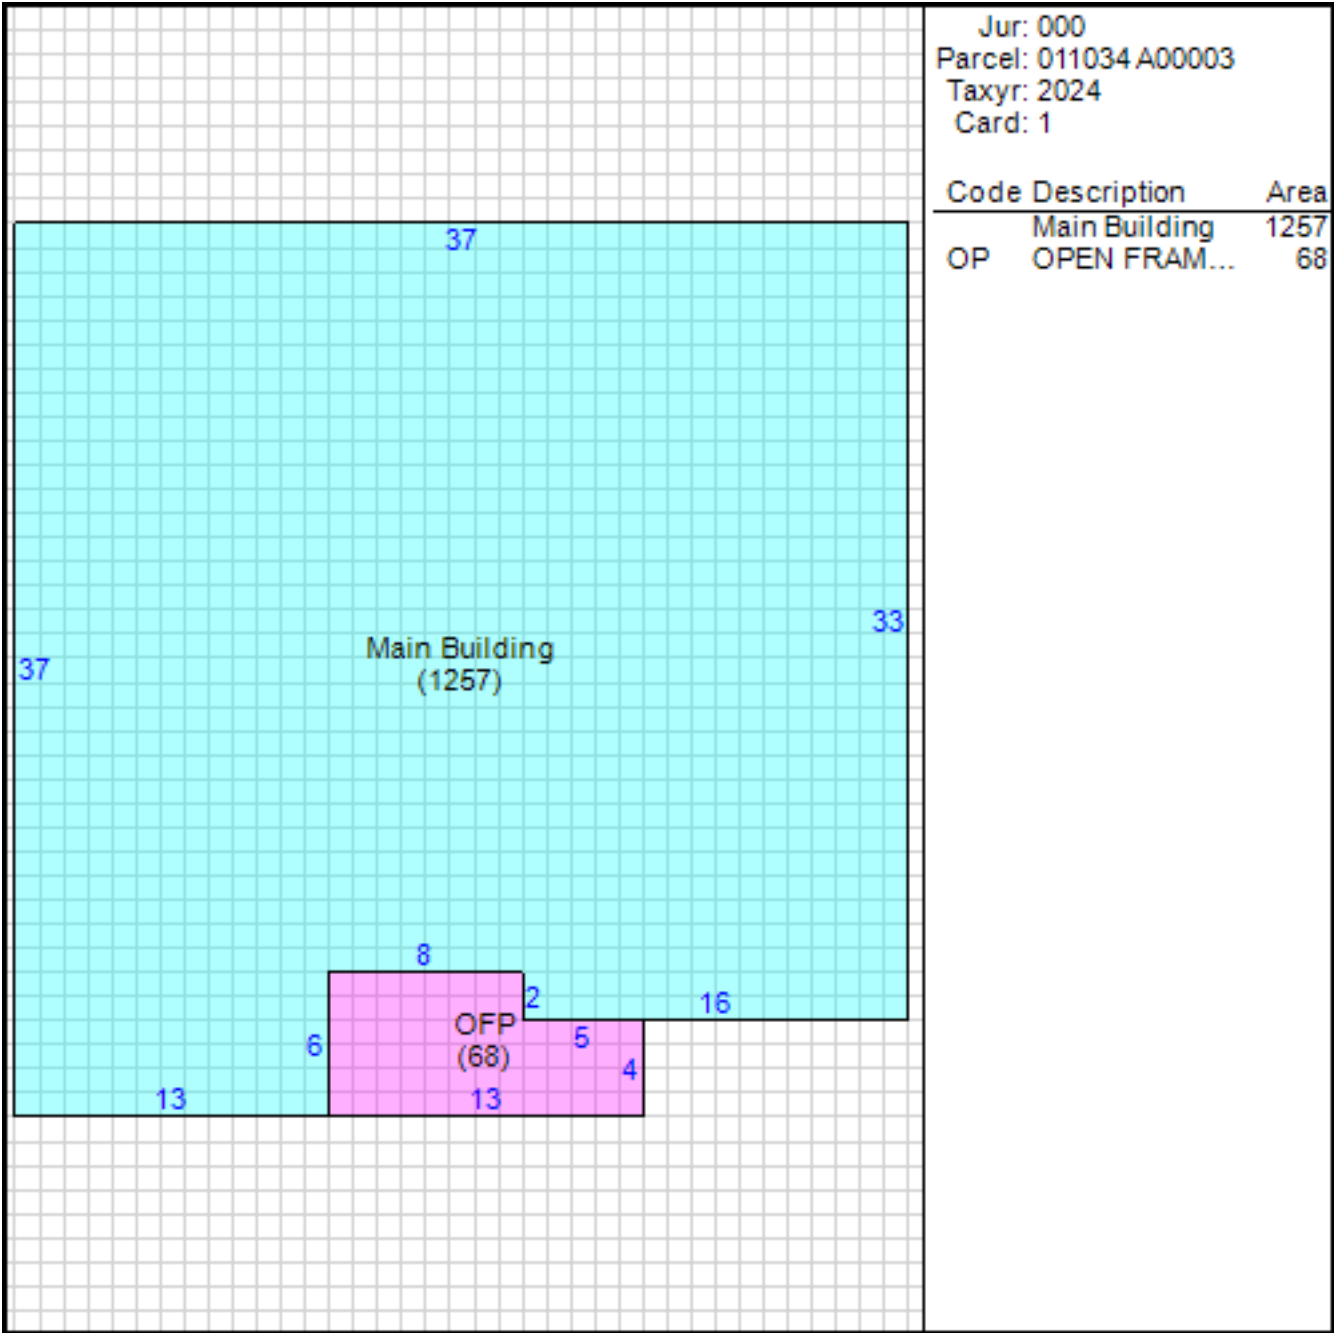 Jur: 000
Parcel: 011034 A00003
Taxyr: 2024
Card: 1
Code Description Area
Main Building 1257
OP OPEN FRAM... 68
37
33
37
Main Building
(1257)
8
2
16
OFP
(68)
5
6
4
13
13